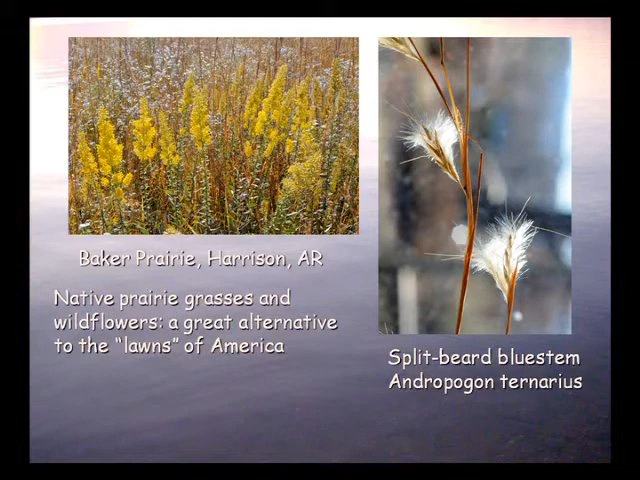 Baker Prairie, Harrison, AR
Native prairie grasses and
wildflowers: a great alternative
to the “lawns” of America
Split-beard bluestem
Andropogon ternarius